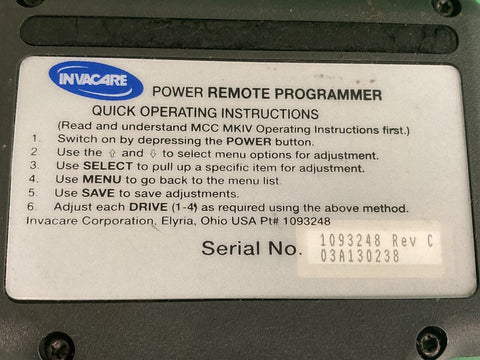 INVACARE
POWER REMOTE PROGRAMMER
QUICK OPERATING INSTRUCTIONS
(Read and understand MCC MKIV Operating Instructions first.)
1. Switch on by depressing the POWER button.
2. Use the ⇧ and ⇩ to select menu options for adjustment.
3. Use SELECT to pull up a specific item for adjustment.
4. Use MENU to go back to the menu list.
5. Use SAVE to save adjustments.
6. Adjust each DRIVE (1-4) as required using the above method.
Invacare Corporation, Elyria, Ohio USA Pt# 1093248
Serial No. 1093248 Rev C
03A130238